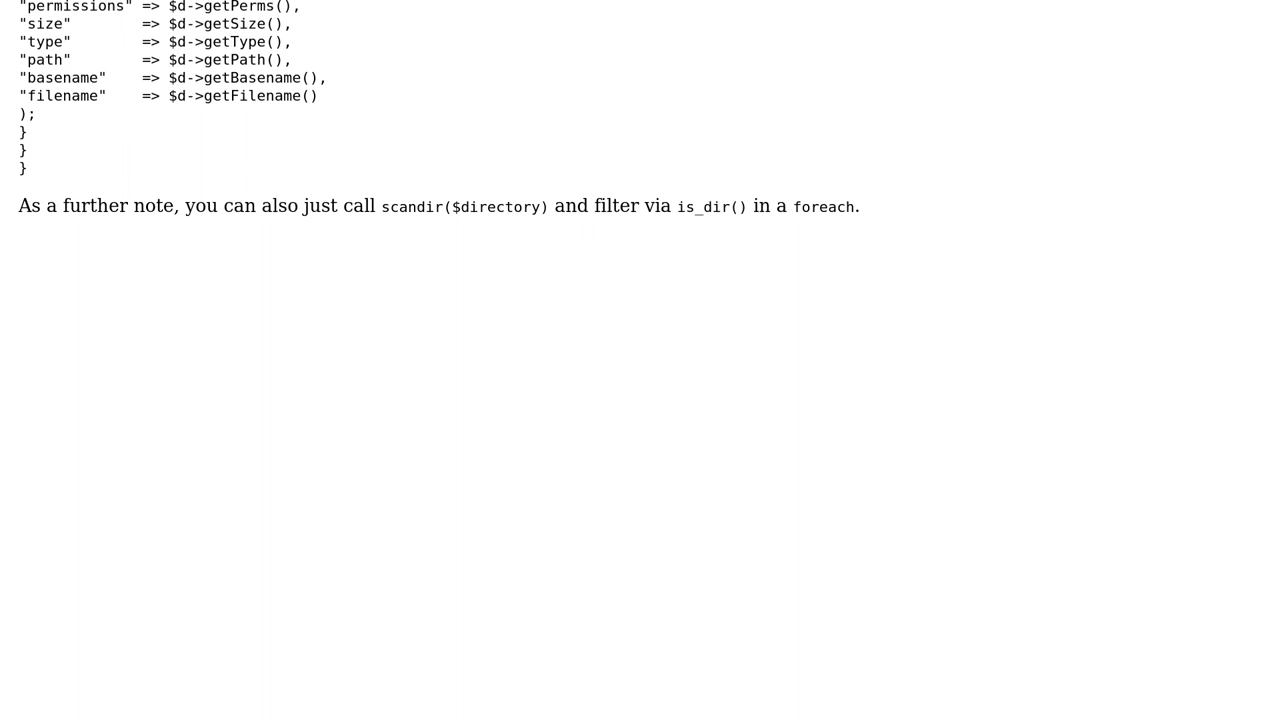 "permissions" => $d->getPerms(),
"size"        => $d->getSize(),
"type"        => $d->getType(),
"path"        => $d->getPath(),
"basename"    => $d->getBasename(),
"filename"    => $d->getFilename()
);
}
}
}
As a further note, you can also just call scandir($directory) and filter via is_dir() in a foreach.